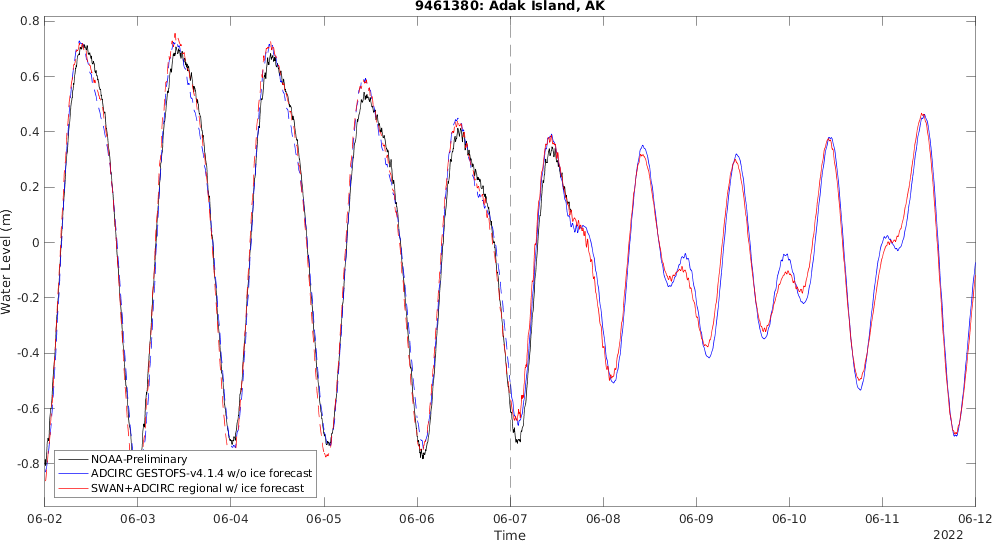 9461380: Adak Island, AK
Water Level (m)
0.8
0.6
0.4
0.2
0
-0.2
-0.4
-0.6
-0.8
NOAA-Preliminary
ADCIRC GESTOFS-v4.1.4 w/o ice forecast
SWAN+ADCIRC regional w/ ice forecast
06-02 06-03 06-04 06-05 06-06 06-07 06-08 06-09 06-10 06-11 06-12
Time
2022